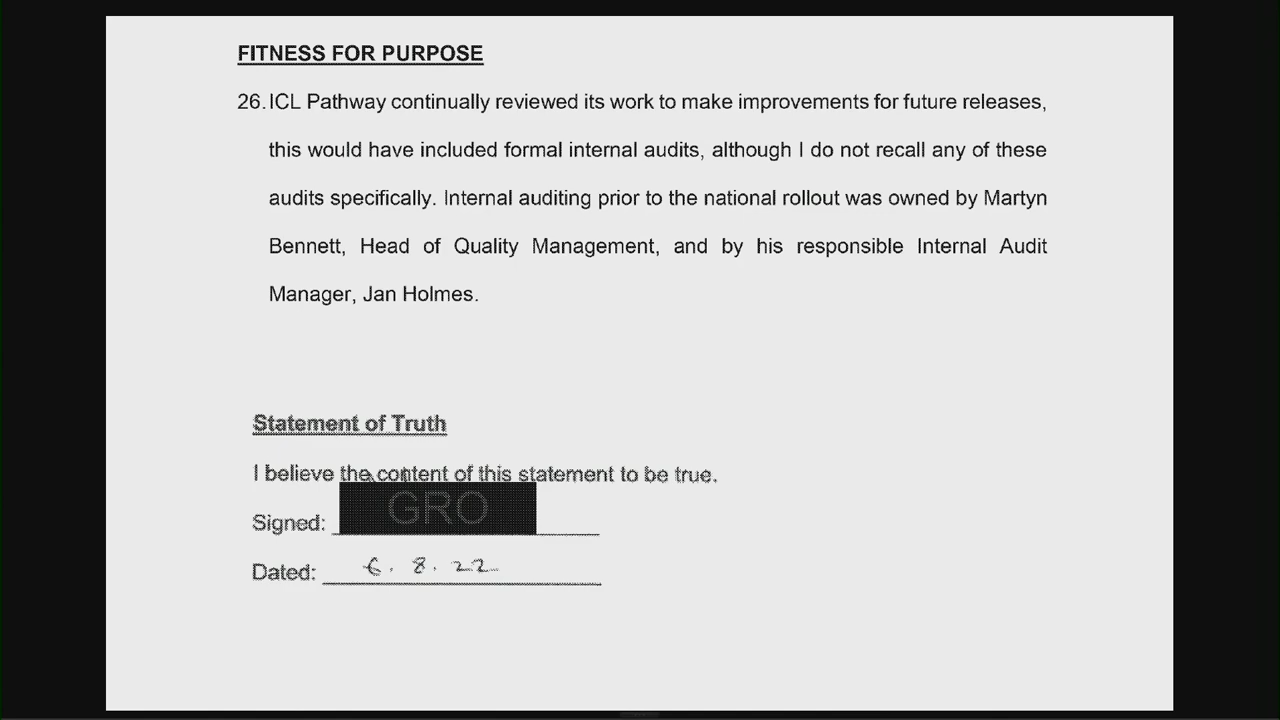 FITNESS FOR PURPOSE
26. ICL Pathway continually reviewed its work to make improvements for future releases,
this would have included formal internal audits, although I do not recall any of these
audits specifically. Internal auditing prior to the national rollout was owned by Martyn
Bennett, Head of Quality Management, and by his responsible Internal Audit
Manager, Jan Holmes.
Statement of Truth
I believe the content of this statement to be true.
GRO
Signed:
Dated: 6. 8. 22